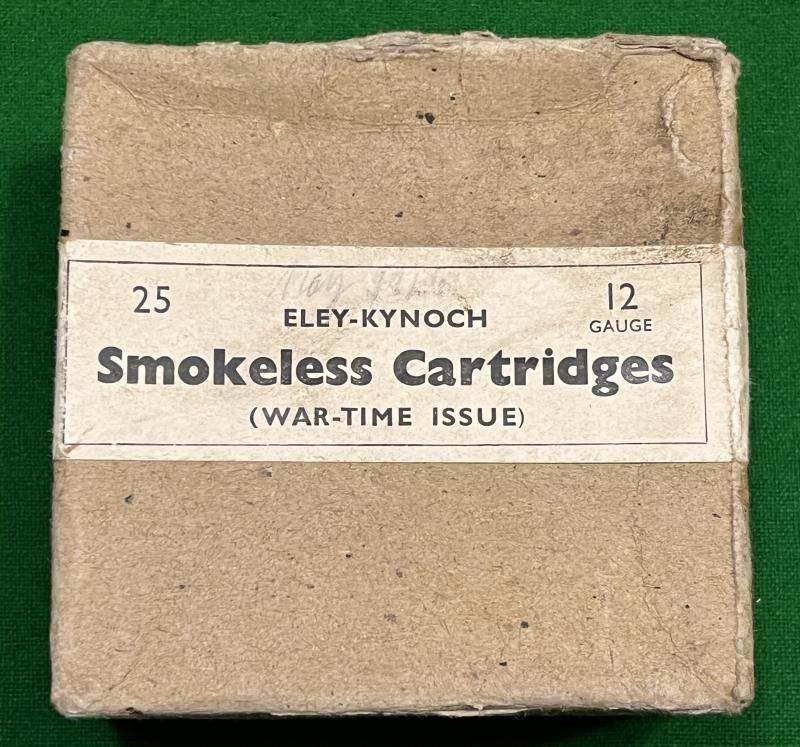 25
12
GAUGE
ELEY-KYNOCH
Smokeless Cartridges
(WAR-TIME ISSUE)